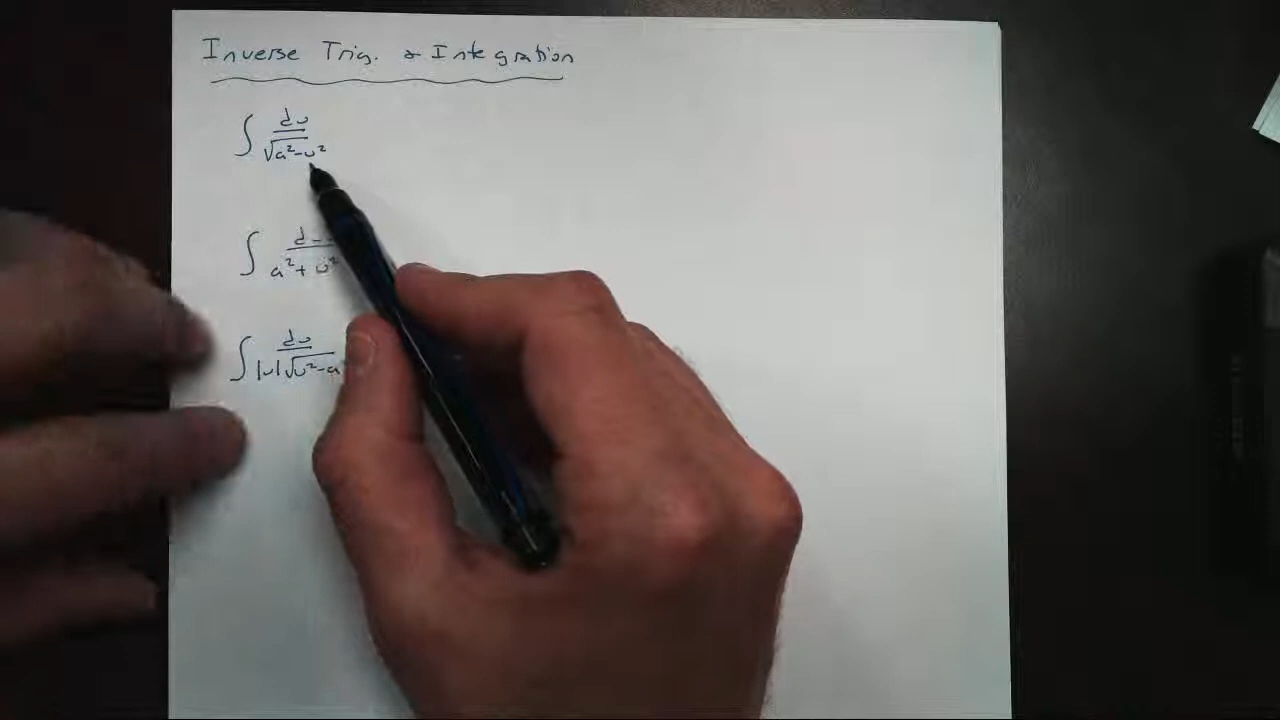 Inverse Trig. & Integration
∫ du
√a²-u²
∫ d
a²+u²
∫ du
|u|√u²-a